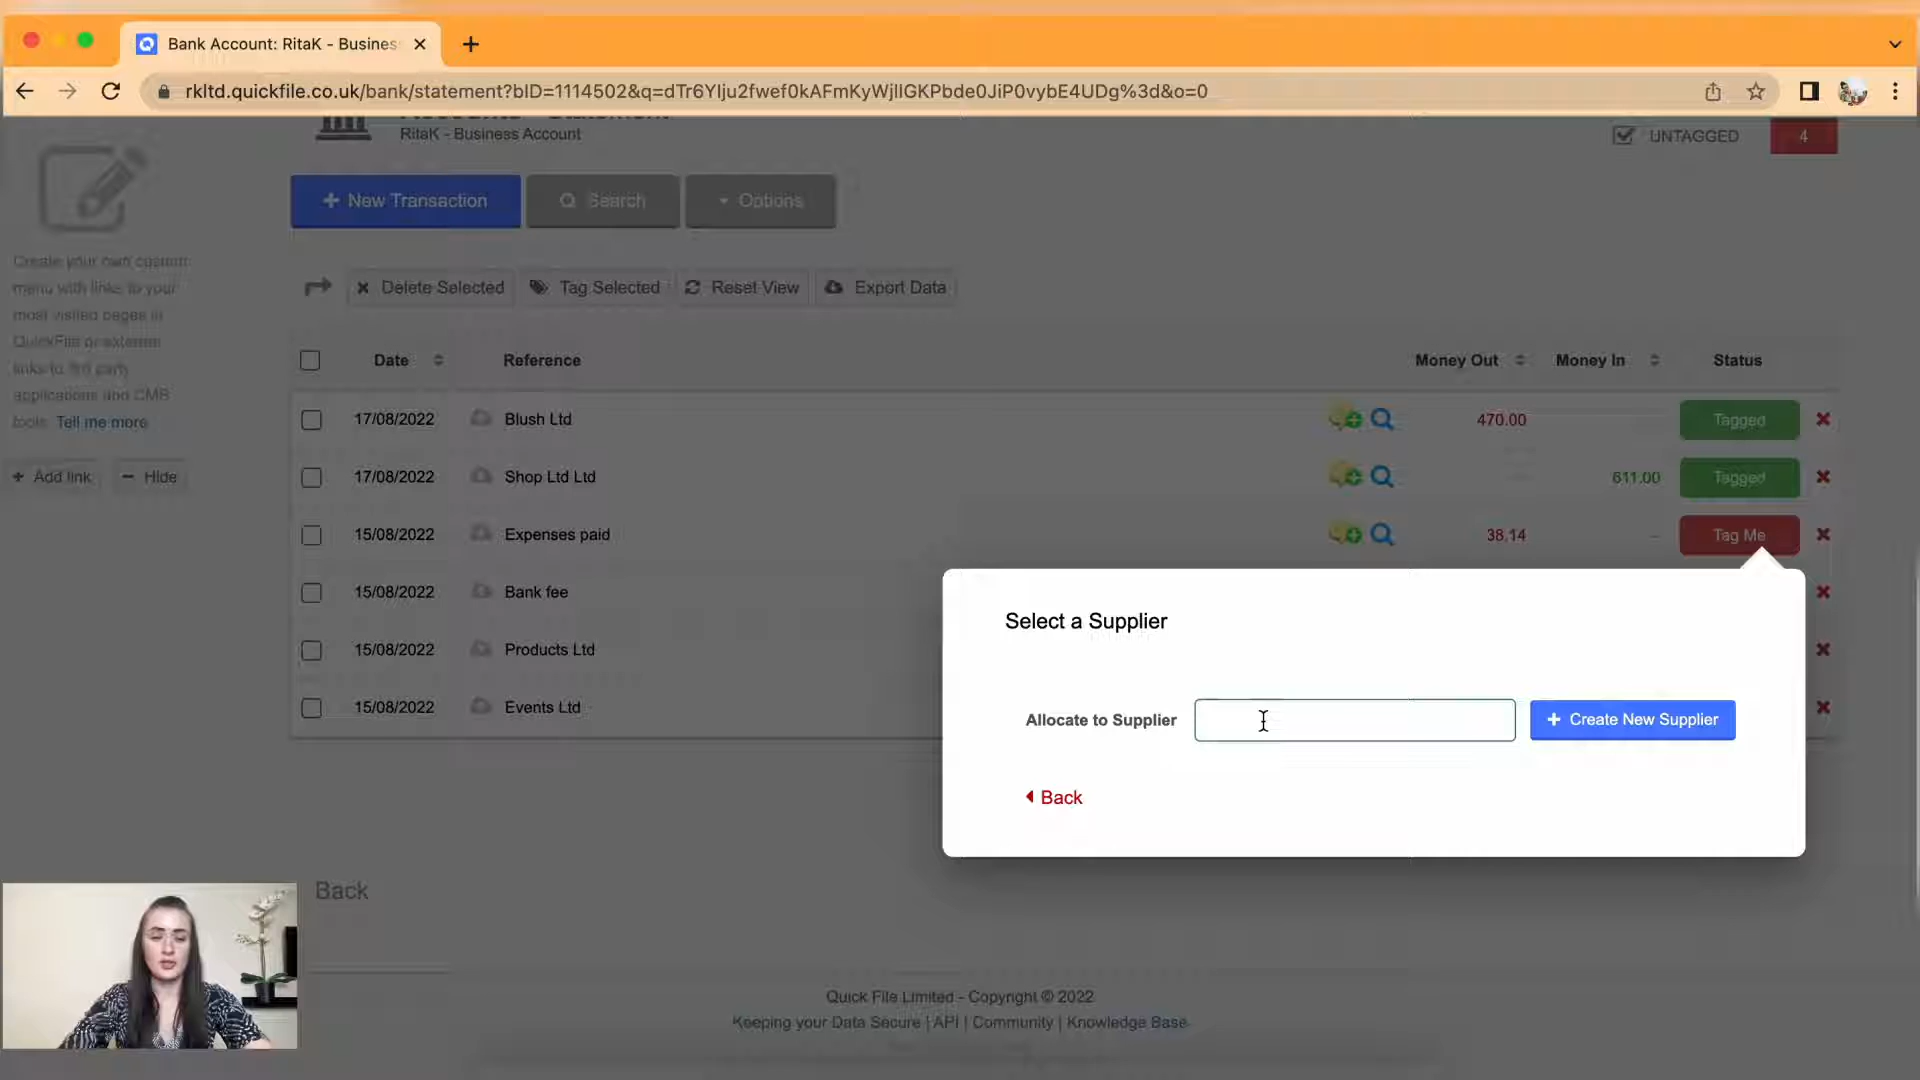 Bank Account: RitaK - Busines
rkltd.quickfile.co.uk/bank/statement?bID=1114502&q=dTr6YIju2fwef0kAFmKyWjlIGKPbde0JiP0vybE4UDg%3d&o=0
RitaK - Business Account
UNTAGGED 4
New Transaction Search Options
Create your own custom
menu with links to your
most visited pages in
QuickFile or external
links to 3rd party
applications and CMS
tools. Tell me more
Add link Hide
Delete Selected Tag Selected Reset View Export Data
Date Reference Money Out Money In Status
17/08/2022 Blush Ltd 470.00 Tagged
17/08/2022 Shop Ltd Ltd 611.00 Tagged
15/08/2022 Expenses paid 38.14 Tag Me
15/08/2022 Bank fee
15/08/2022 Products Ltd
15/08/2022 Events Ltd
Select a Supplier
Allocate to Supplier Create New Supplier
Back
Back
Quick File Limited - Copyright © 2022
Keeping your Data Secure | API | Community | Knowledge Base